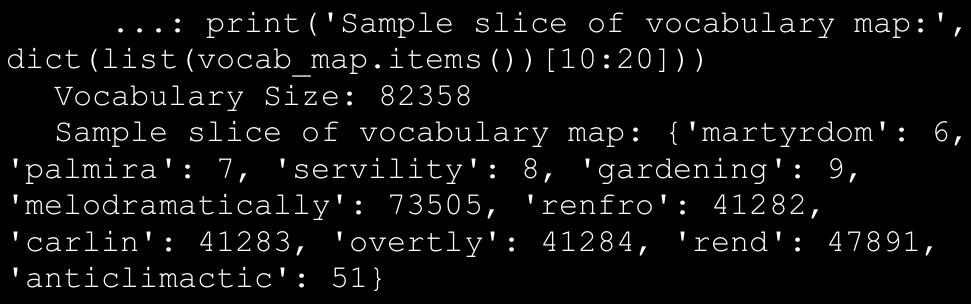 ...: print('Sample slice of vocabulary map:',
dict(list(vocab_map.items())[10:20]))
Vocabulary Size: 82358
Sample slice of vocabulary map: {'martyrdom': 6,
'palmira': 7, 'servility': 8, 'gardening': 9,
'melodramatically': 73505, 'renfro': 41282,
'carlin': 41283, 'overtly': 41284, 'rend': 47891,
'anticlimactic': 51}